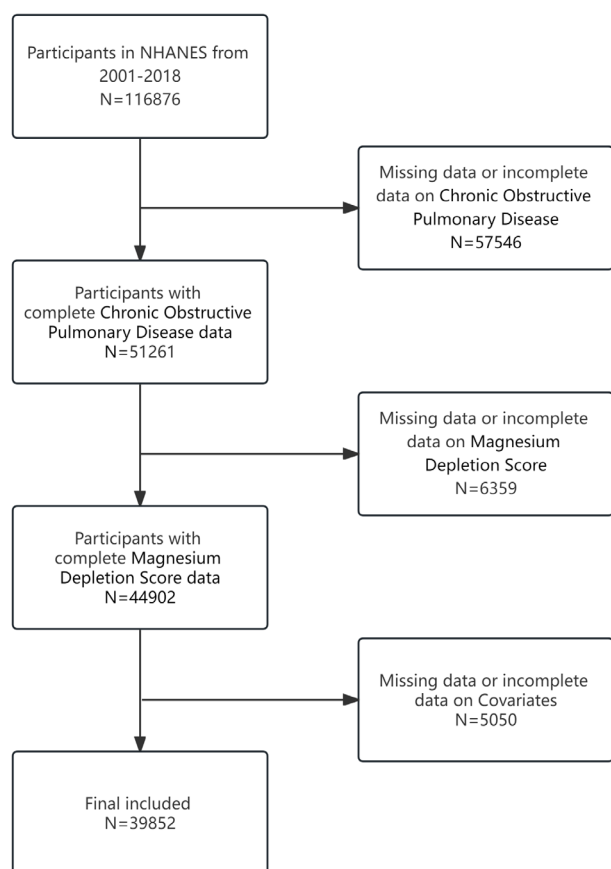 Participants in NHANES from
2001-2018
N=116876
Missing data or incomplete
data on Chronic Obstructive
Pulmonary Disease
N=57546
Participants with
complete Chronic Obstructive
Pulmonary Disease data
N=51261
Missing data or incomplete
data on Magnesium
Depletion Score
N=6359
Participants with
complete Magnesium
Depletion Score data
N=44902
Missing data or incomplete
data on Covariates
N=5050
Final included
N=39852